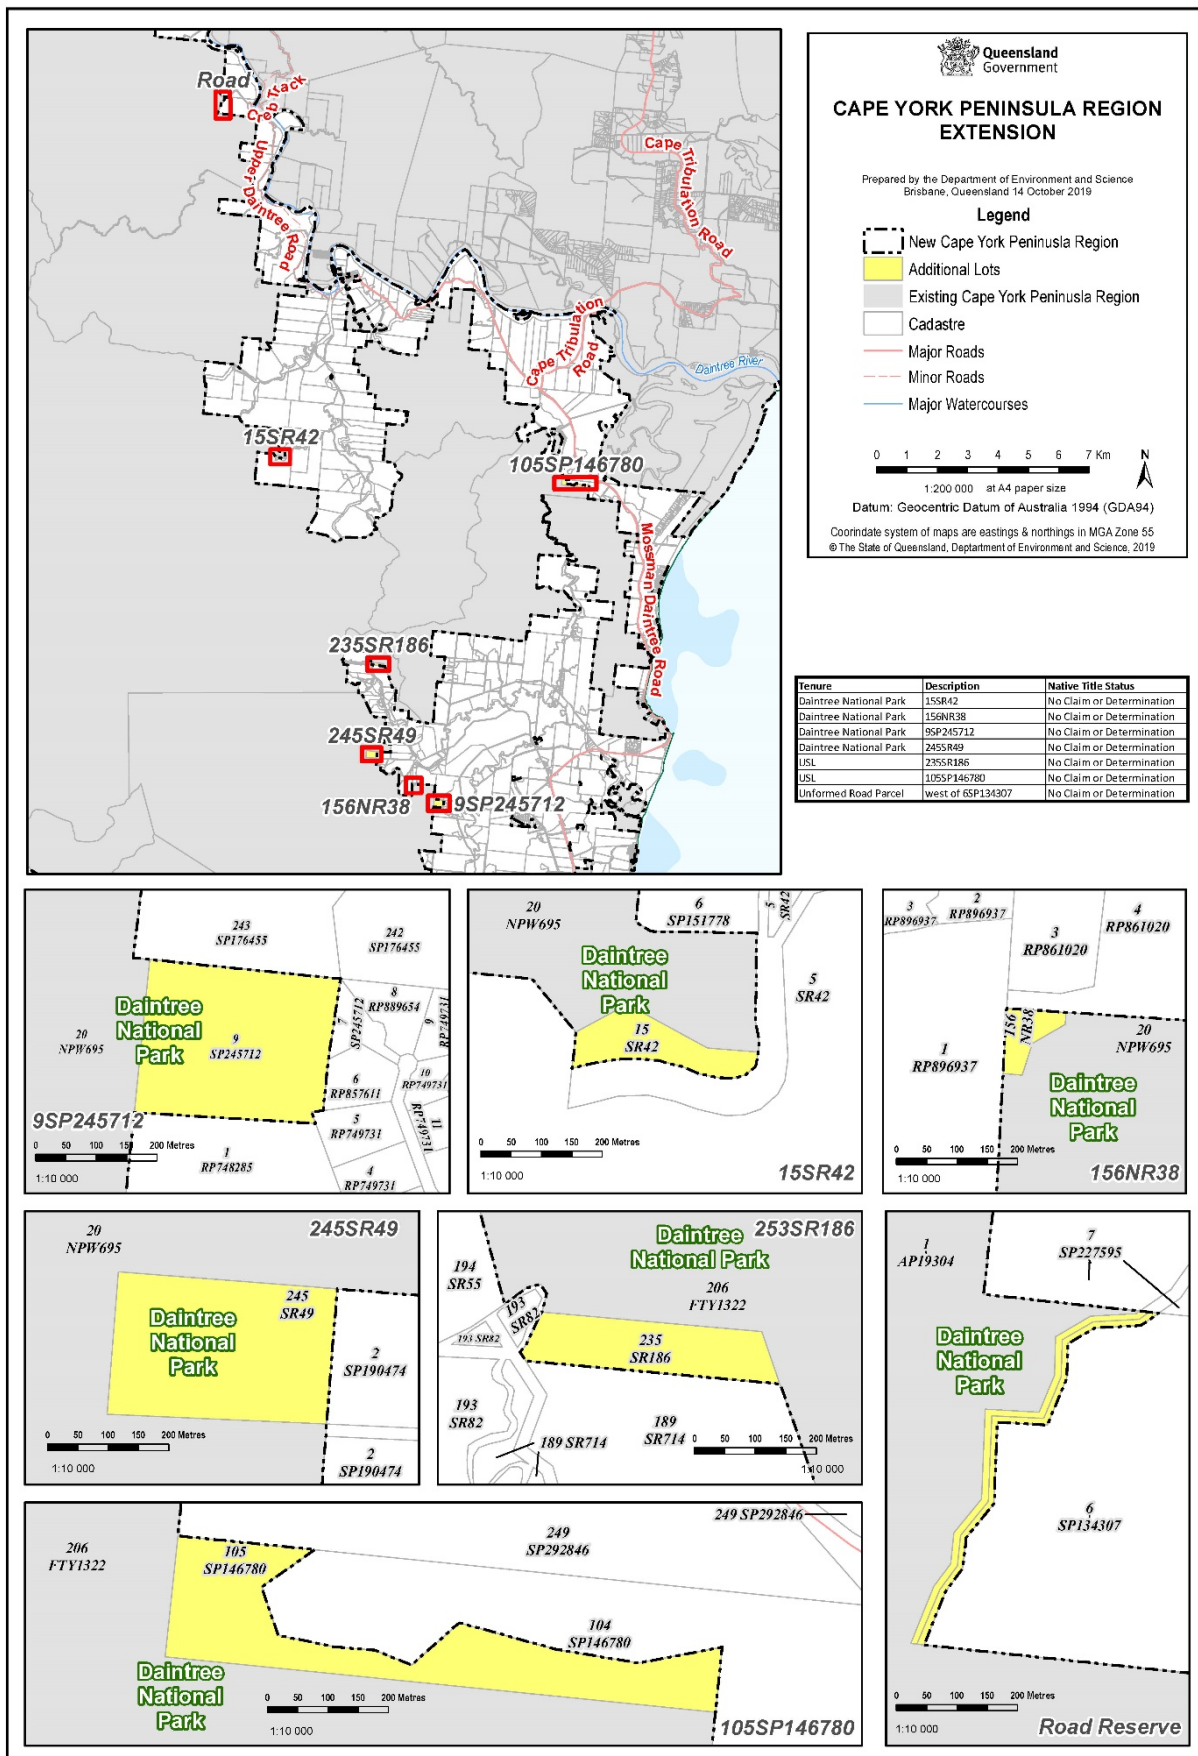 Queensland
Government
CAPE YORK PENINSULA REGION
EXTENSION
Prepared by the Department of Environment and Science
Brisbane, Queensland 14 October 2019
Legend
New Cape York Peninusla Region
Additional Lots
Existing Cape York Peninusla Region
Cadastre
Major Roads
Minor Roads
Major Watercourses
0 1 2 3 4 5 6 7 Km
N
1:200 000 at A4 paper size
Datum: Geocentric Datum of Australia 1994 (GDA94)
Coorindate system of maps are eastings & northings in MGA Zone 55
© The State of Queensland, Deptartment of Environment and Science, 2019
Road
Creb Track
Upper Daintree Road
Cape Tribulation Road
Cape Tribulation
Road
Daintree River
15SR42
105SP146780
Mossman Daintree Road
235SR186
245SR49
156NR38
9SP245712
Tenure Description Native Title Status
Daintree National Park 15SR42 No Claim or Determination
Daintree National Park 156NR38 No Claim or Determination
Daintree National Park 9SP245712 No Claim or Determination
Daintree National Park 245SR49 No Claim or Determination
USL 235SR186 No Claim or Determination
USL 105SP146780 No Claim or Determination
Unformed Road Parcel west of 6SP134307 No Claim or Determination
243
SP176455
242
SP176455
Daintree
National
Park
20
NPW695
9
SP245712
7
SP245712
8
RP889654
9
RP749731
10
RP749731
6
RP857611
5
RP749731
11
RP749731
4
RP749731
1
RP748285
9SP245712
0 50 100 150 200 Metres
1:10 000
20
NPW695
6
SP151778
5
SR42
Daintree
National
Park
5
SR42
15
SR42
0 50 100 150 200 Metres
1:10 000
15SR42
3
RP896937
2
RP896937
3
RP861020
4
RP861020
156
NR38
20
NPW695
1
RP896937
Daintree
National
Park
0 50 100 150 200 Metres
1:10 000
156NR38
20
NPW695
245SR49
245
SR49
Daintree
National
Park
2
SP190474
0 50 100 150 200 Metres
1:10 000
2
SP190474
253SR186
Daintree
National Park
194
SR55
206
FTY1322
193
SR82
193 SR82
235
SR186
193
SR82
189
SR714
189 SR714
0 50 100 150 200 Metres
1:10 000
1
AP19304
7
SP227595
Daintree
National
Park
6
SP134307
0 50 100 150 200 Metres
1:10 000
Road Reserve
206
FTY1322
105
SP146780
249
SP292846
249 SP292846
104
SP146780
Daintree
National
Park
0 50 100 150 200 Metres
1:10 000
105SP146780